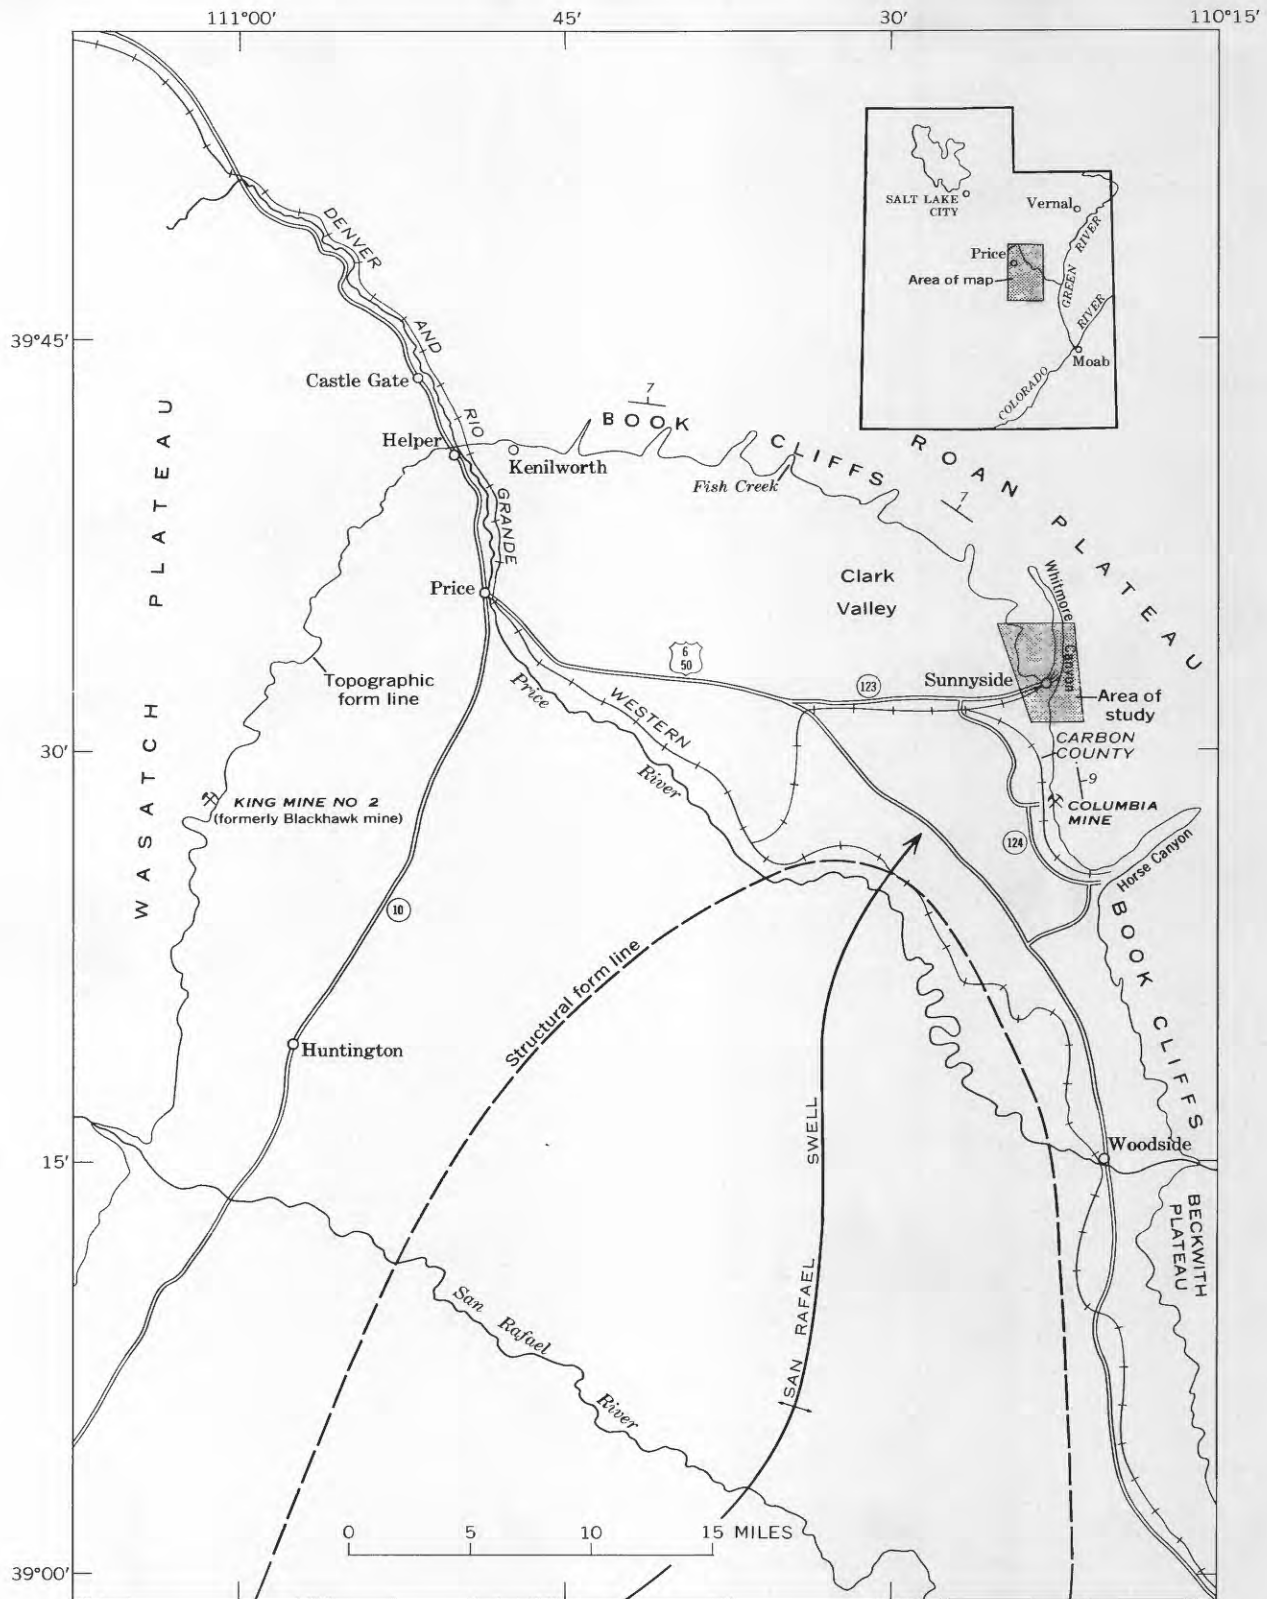 111°00′ 45′ 30′ 110°15′
SALT LAKE
CITY
Vernal
Price
Area of map
GREEN RIVER
COLORADO RIVER
Moab
DENVER AND RIO GRANDE WESTERN
39°45′
Castle Gate
Helper
Kenilworth
7
BOOK CLIFFS
Fish Creek
ROAN PLATEAU
7
WASATCH PLATEAU
Price
Clark
Valley
Whitmore Canyon
6
50
123
Sunnyside
Area of
study
Topographic
form line
Price River
30′
CARBON
COUNTY
9
COLUMBIA
MINE
KING MINE NO 2
(formerly Blackhawk mine)
124
Horse Canyon
10
BOOK CLIFFS
Structural form line
Huntington
SAN RAFAEL SWELL
15′
Woodside
BECKWITH
PLATEAU
San Rafael River
0 5 10 15 MILES
39°00′